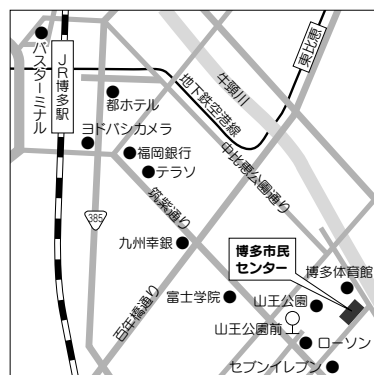 バスターミナル
JR博多駅
都ホテル
ヨドバシカメラ
福岡銀行
テラソ
地下鉄空港線
牛頸川
東比恵
中比恵公園通り
筑紫通り
385
九州幸銀
百年橋通り
富士学院
博多市民
センター
博多体育館
山王公園
山王公園前
ローソン
セブンイレブン